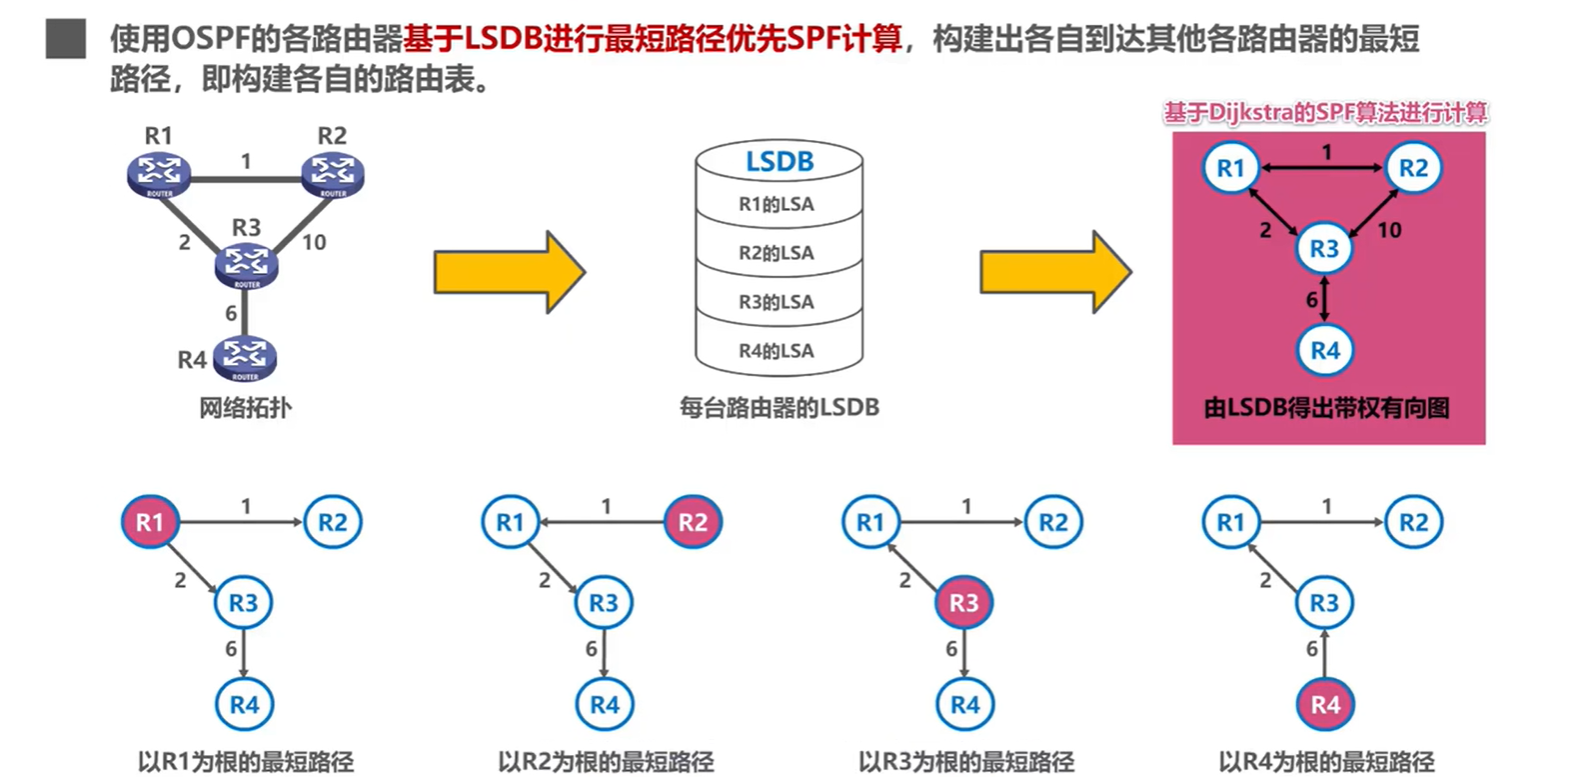 使用OSPF的各路由器基于LSDB进行最短路径优先SPF计算，构建出各自到达其他各路由器的最短
路径，即构建各自的路由表。
基于Dijkstra的SPF算法进行计算
R1
R2
1
ROUTER
ROUTER
R3
2
10
ROUTER
6
R4
ROUTER
网络拓扑
LSDB
R1的LSA
R2的LSA
R3的LSA
R4的LSA
每台路由器的LSDB
R1
1
R2
2
10
R3
6
R4
由LSDB得出带权有向图
R1
1
R2
2
R3
6
R4
以R1为根的最短路径
R1
1
R2
2
R3
6
R4
以R2为根的最短路径
R1
1
R2
2
R3
6
R4
以R3为根的最短路径
R1
1
R2
2
R3
6
R4
以R4为根的最短路径